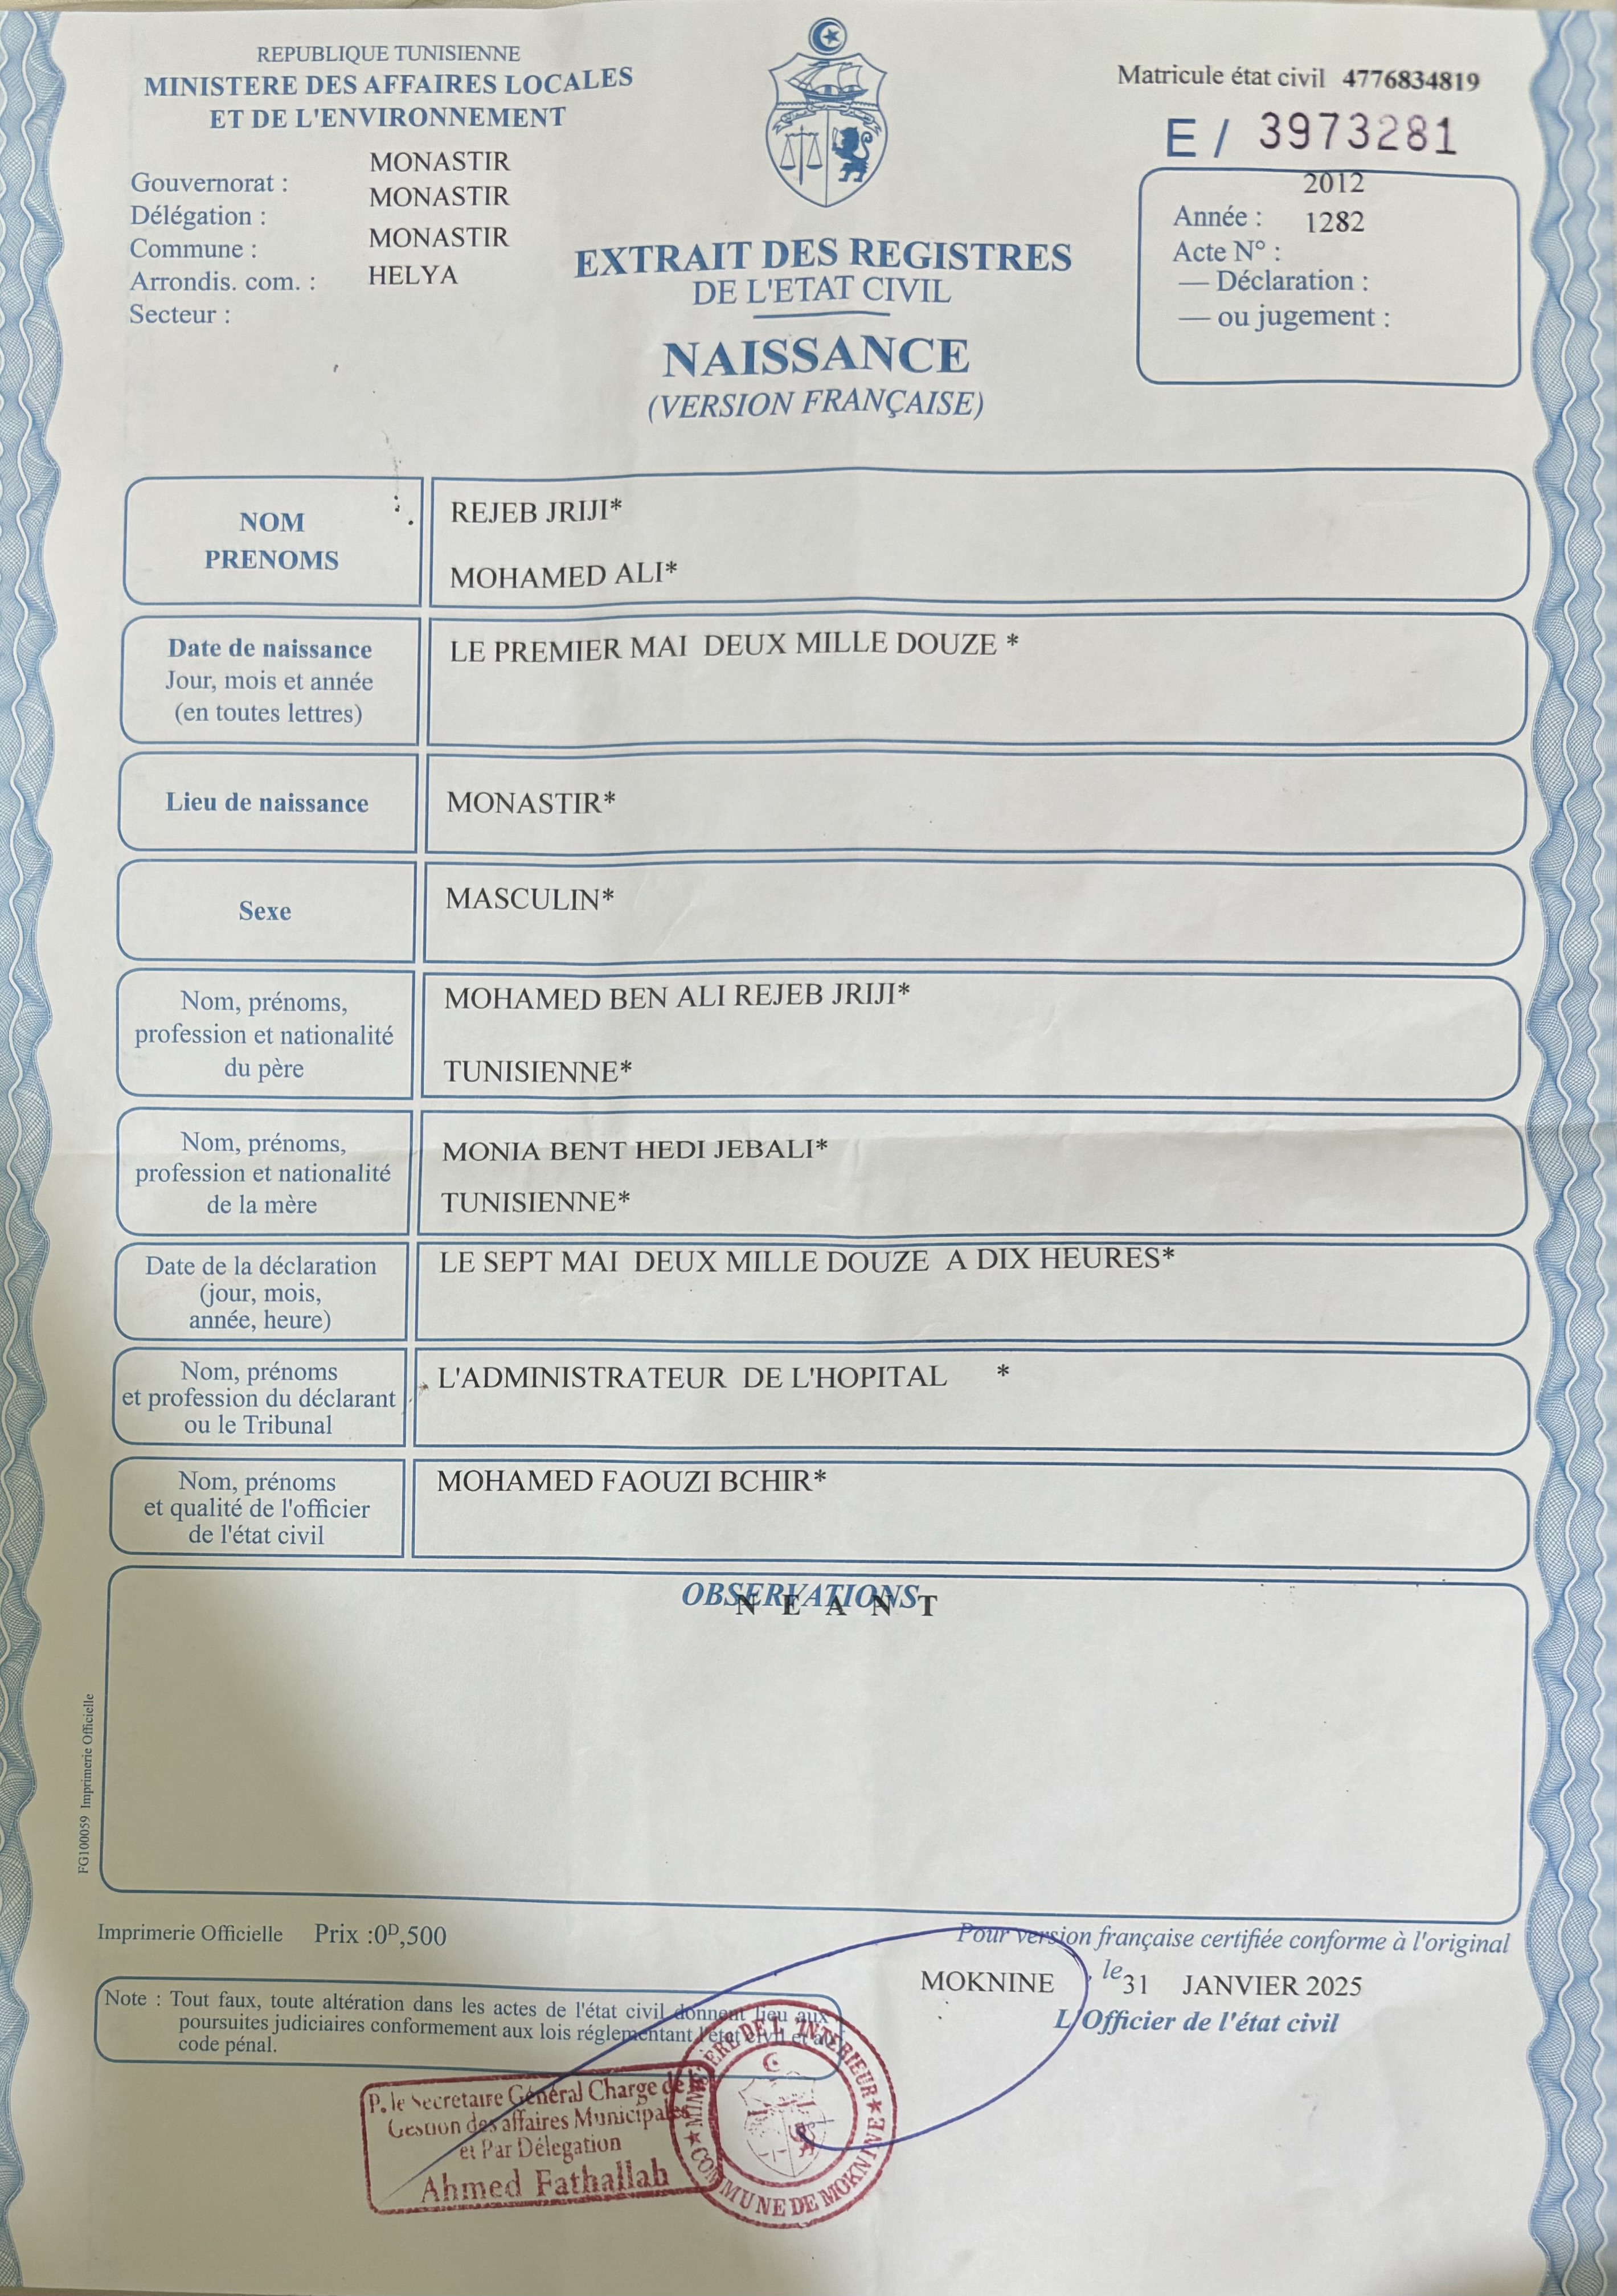 REPUBLIQUE TUNISIENNE
MINISTERE DES AFFAIRES LOCALES
ET DE L'ENVIRONNEMENT
Gouvernorat : MONASTIR
Délégation : MONASTIR
Commune : MONASTIR
Arrondis. com. : HELYA
Secteur :
Matricule état civil 4776834819
E / 3973281
2012
Année : 1282
Acte N° :
— Déclaration :
— ou jugement :
EXTRAIT DES REGISTRES
DE L'ETAT CIVIL
NAISSANCE
(VERSION FRANÇAISE)
NOM
PRENOMS
REJEB JRIJI*
MOHAMED ALI*
Date de naissance
Jour, mois et année
(en toutes lettres)
LE PREMIER MAI DEUX MILLE DOUZE *
Lieu de naissance
MONASTIR*
Sexe
MASCULIN*
Nom, prénoms,
profession et nationalité
du père
MOHAMED BEN ALI REJEB JRIJI*
TUNISIENNE*
Nom, prénoms,
profession et nationalité
de la mère
MONIA BENT HEDI JEBALI*
TUNISIENNE*
Date de la déclaration
(jour, mois,
année, heure)
LE SEPT MAI DEUX MILLE DOUZE A DIX HEURES*
Nom, prénoms
et profession du déclarant
ou le Tribunal
L'ADMINISTRATEUR DE L'HOPITAL *
Nom, prénoms
et qualité de l'officier
de l'état civil
MOHAMED FAOUZI BCHIR*
OBSERVATIONS
N E A N T
FG100059 Imprimerie Officielle
Imprimerie Officielle Prix :0ᴰ,500
Pour version française certifiée conforme à l'original
MOKNINE , le 31 JANVIER 2025
L'Officier de l'état civil
Note : Tout faux, toute altération dans les actes de l'état civil donnent lieu aux
poursuites judiciaires conformement aux lois réglementant l'état civil et au
code pénal.
P. le Secretaire Général Charge de
Gestion des affaires Municipales
et Par Délegation
Ahmed Fathallah
MINISTERE DE L'INTERIEUR
COMMUNE DE MOKNINE